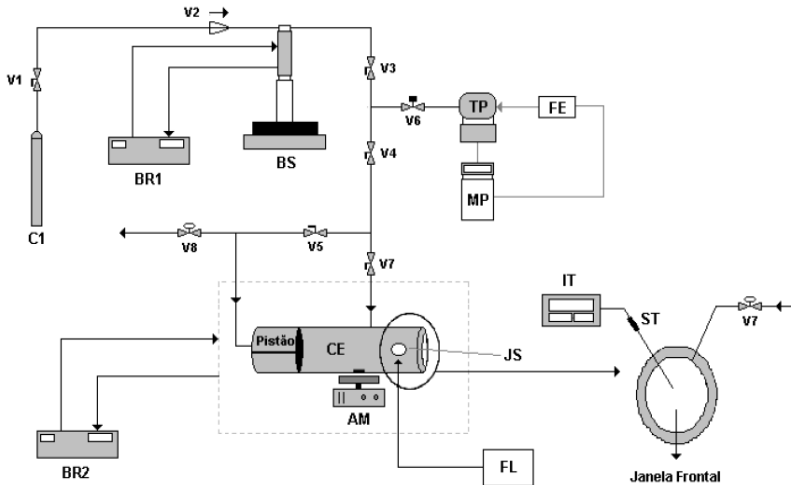 V2
BS
V1
V3
V6
TP
FE
BR1
V4
MP
C1
V8
V5
V7
IT
ST
V7
Pistão
CE
JS
AM
BR2
FL
Janela Frontal